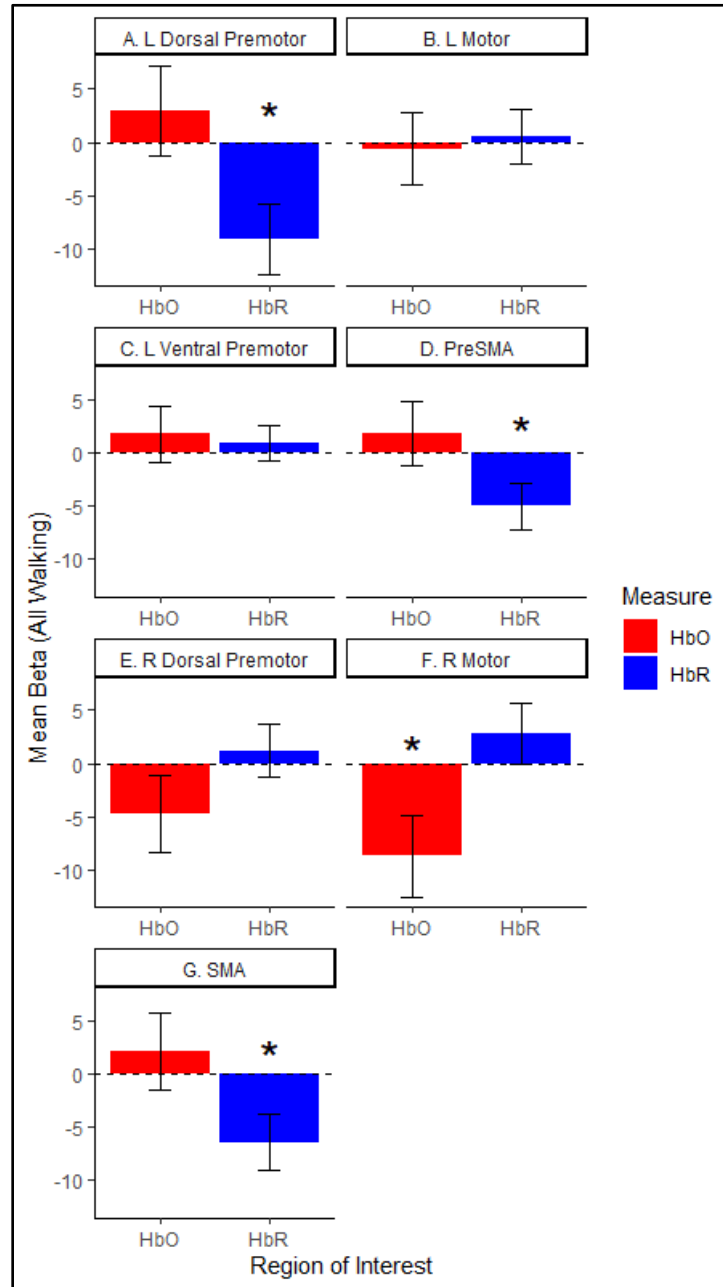 A. L Dorsal Premotor
B. L Motor
5
0
-5
-10
*
HbO
HbR
HbO
HbR
C. L Ventral Premotor
D. PreSMA
5
0
-5
-10
*
HbO
HbR
HbO
HbR
E. R Dorsal Premotor
F. R Motor
5
0
-5
-10
*
HbO
HbR
HbO
HbR
G. SMA
5
0
-5
-10
*
HbO
HbR
Mean Beta (All Walking)
Region of Interest
Measure
HbO
HbR